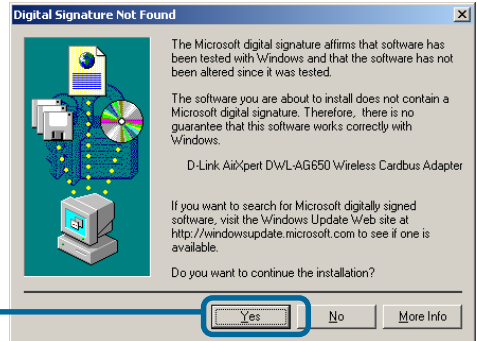 Digital Signature Not Found
The Microsoft digital signature affirms that software has
been tested with Windows and that the software has not
been altered since it was tested.
The software you are about to install does not contain a
Microsoft digital signature. Therefore, there is no
guarantee that this software works correctly with
Windows.
D-Link AirXpert DWL-AG650 Wireless Cardbus Adapter
If you want to search for Microsoft digitally signed
software, visit the Windows Update Web site at
http://windowsupdate.microsoft.com to see if one is
available.
Do you want to continue the installation?
Yes No More Info